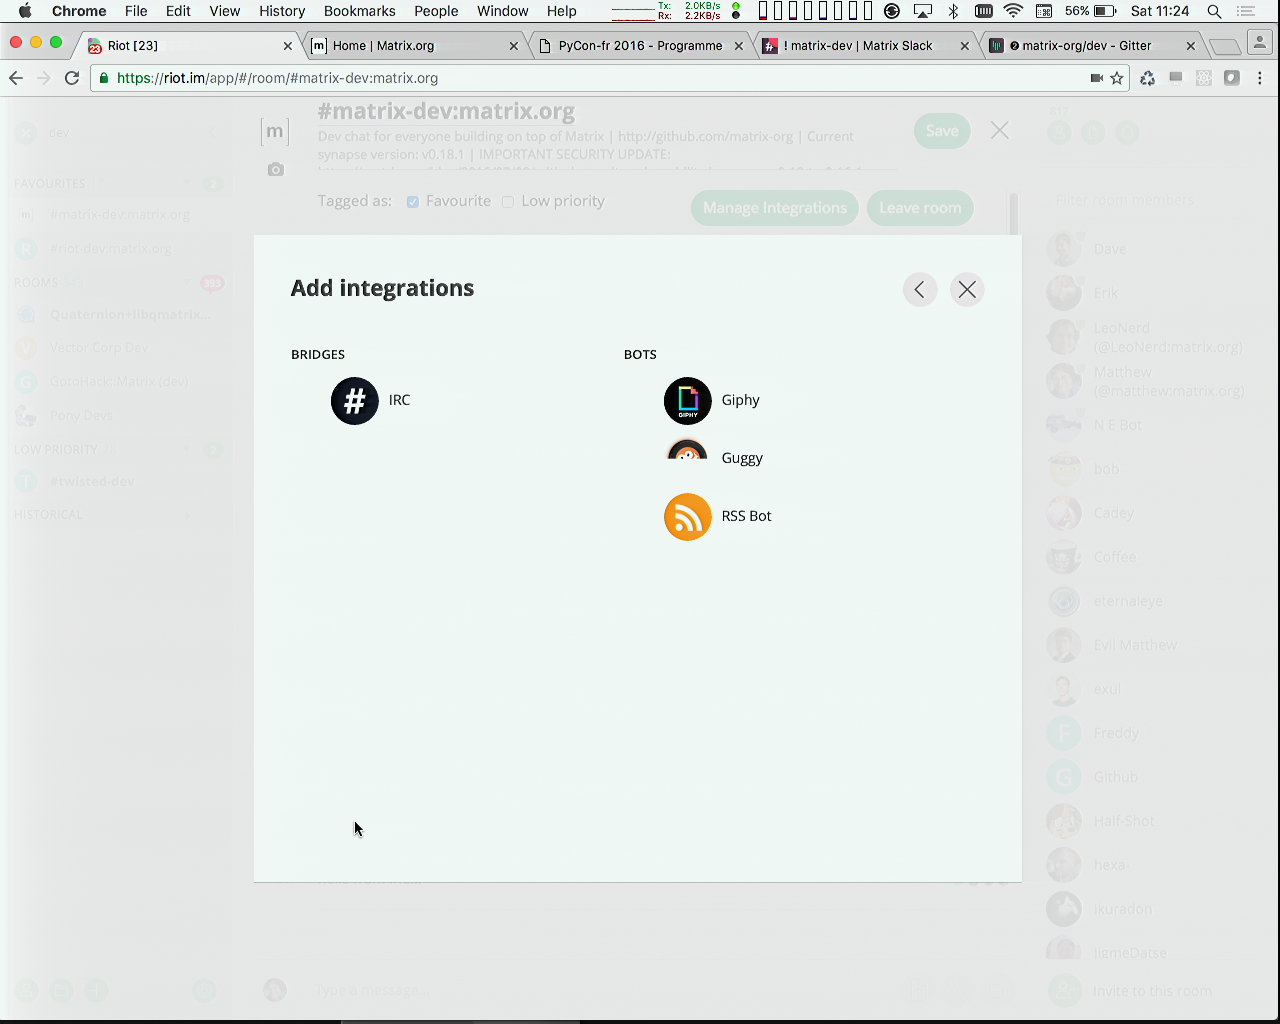 Chrome File Edit View History Bookmarks People Window Help Tx: 2.0KB/s Rx: 2.2KB/s 56% Sat 11:24
Riot [23] Home | Matrix.org PyCon-fr 2016 - Programme ! matrix-dev | Matrix Slack matrix-org/dev - Gitter
https://riot.im/app/#/room/#matrix-dev:matrix.org
#matrix-dev:matrix.org
[m]
Dev chat for everyone building on top of Matrix | http://github.com/matrix-org | Current
synapse version: v0.18.1 | IMPORTANT SECURITY UPDATE:
Save
Tagged as: Favourite Low priority
Manage Integrations Leave room
dev
FAVOURITES 2
#matrix-dev:matrix.org
#riot-dev:matrix.org
ROOMS
Quaternion+libqmatrix...
Vector Corp Dev
GotoHack::Matrix (dev)
Pony Devs
LOW PRIORITY
#twisted-dev
HISTORICAL
Add integrations
BRIDGES
IRC
BOTS
Giphy
GIPHY
Guggy
RSS Bot
Type a message...
Filter room members
Dave
Erik
LeoNerd
(@LeoNerd:matrix.org)
Matthew
(@matthew:matrix.org)
N E Bot
bob
Cadey
Coffee
eternaleye
Evil Matthew
exul
Freddy
Github
Half-Shot
hexa-
ikuradon
JigmeDatse
Invite to this room